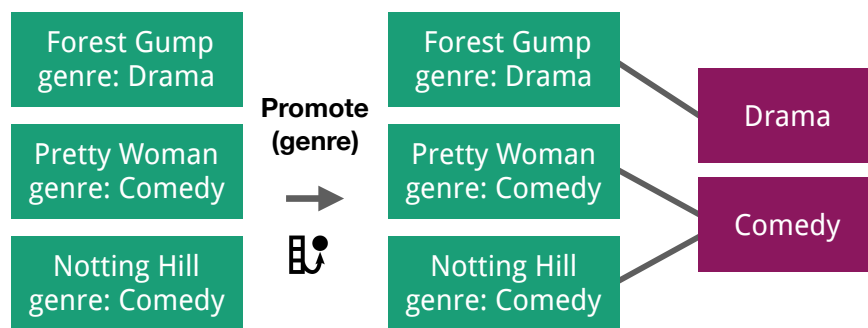 Forest Gump
genre: Drama
Pretty Woman
genre: Comedy
Notting Hill
genre: Comedy
Promote
(genre)
Forest Gump
genre: Drama
Pretty Woman
genre: Comedy
Notting Hill
genre: Comedy
Drama
Comedy